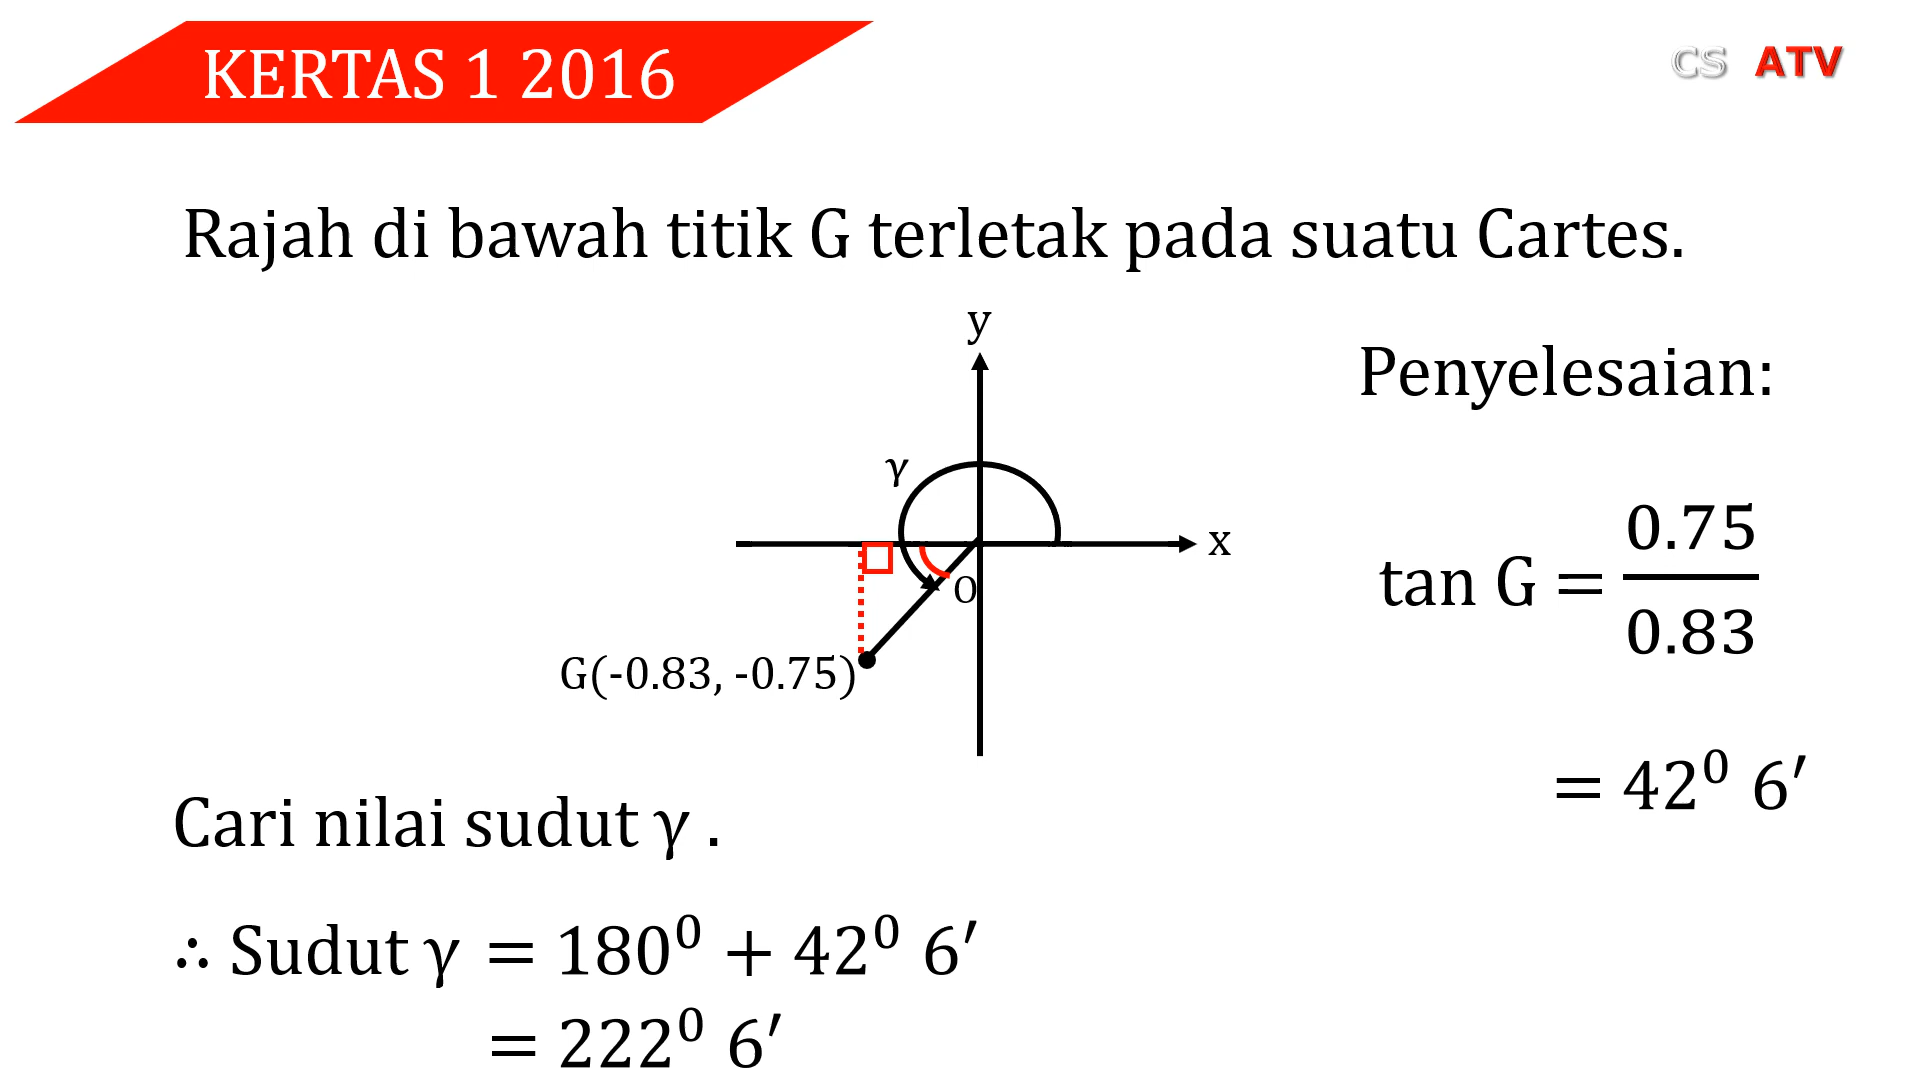 KERTAS 1 2016
CS ATV
Rajah di bawah titik G terletak pada suatu Cartes.
y
Penyelesaian:
γ
x
O
G(-0.83, -0.75)
tan G = 0.75/0.83
= 42⁰ 6′
Cari nilai sudut γ .
∴ Sudut γ = 180⁰ + 42⁰ 6′
= 222⁰ 6′